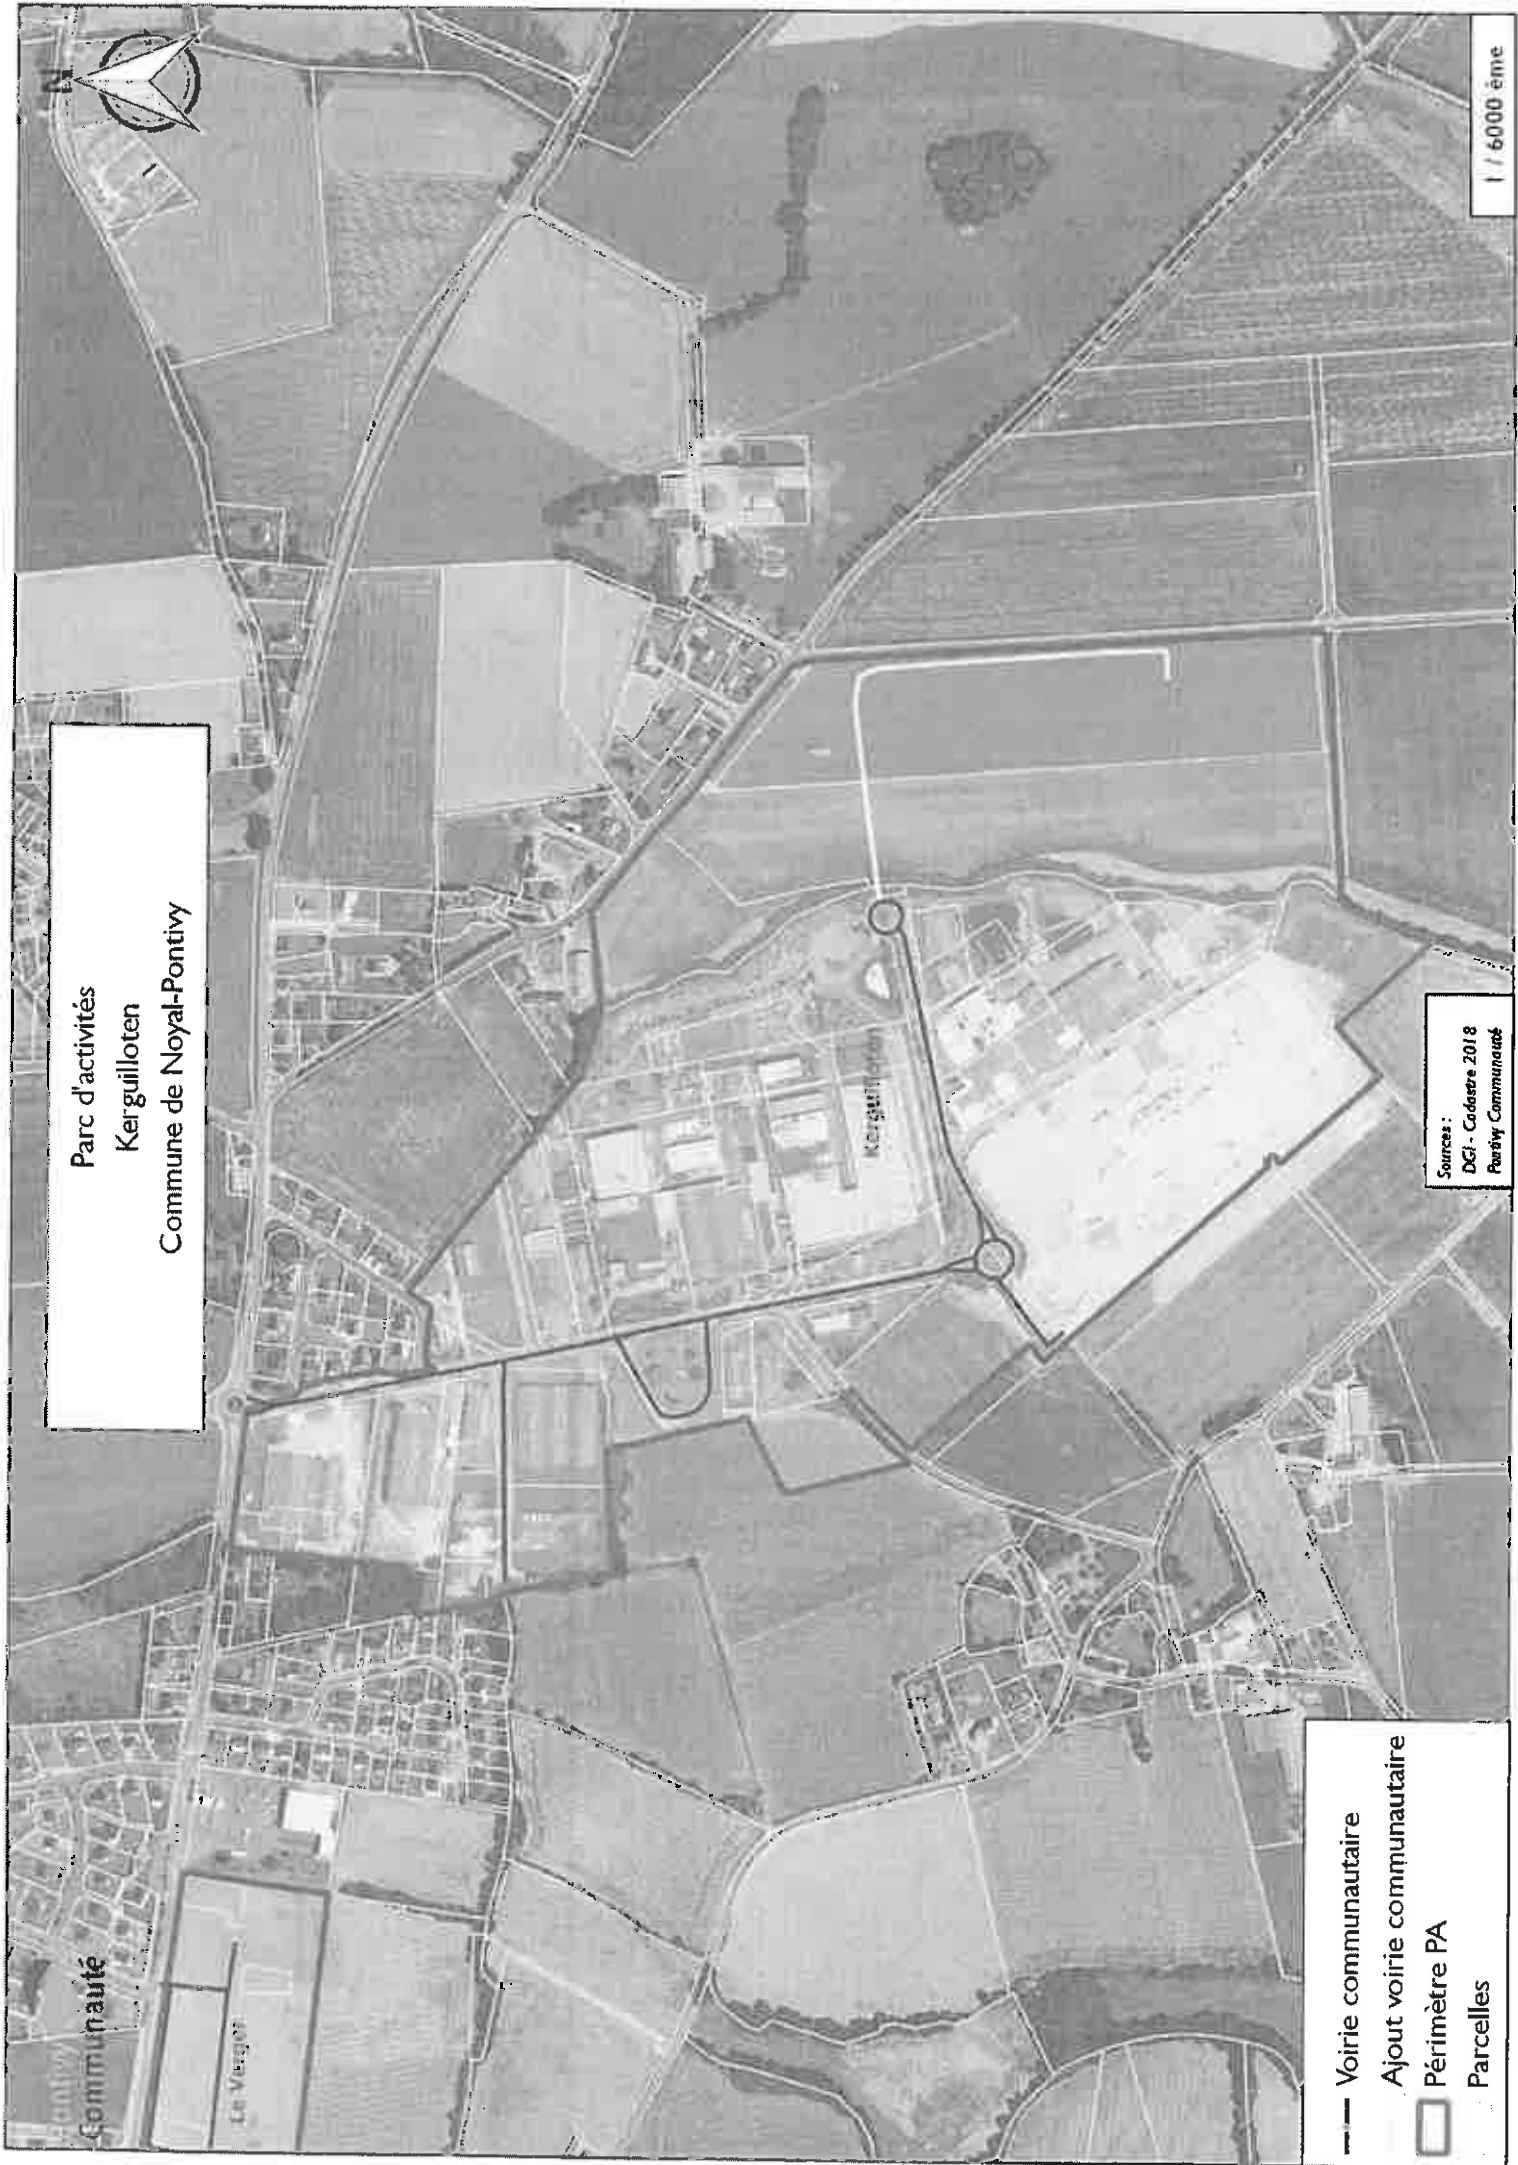 Parc d'activités
Kerguilloten
Commune de Noyal-Pontivy
N
1 / 6000 ème
Communauté
Le Verger
Kerguilloten
Sources :
DGI - Cadastre 2018
Pontivy Communauté
Voirie communautaire
Ajout voirie communautaire
Périmètre PA
Parcelles